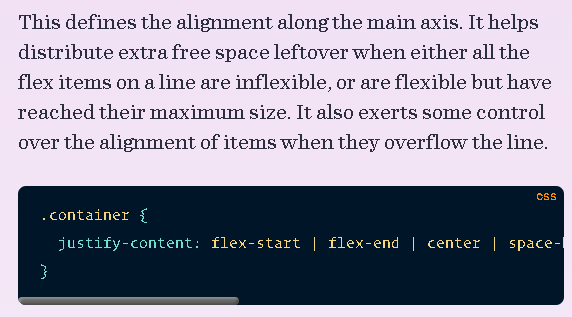 This defines the alignment along the main axis. It helps
distribute extra free space leftover when either all the
flex items on a line are inflexible, or are flexible but have
reached their maximum size. It also exerts some control
over the alignment of items when they overflow the line.
CSS
.container {
justify-content: flex-start | flex-end | center | space-
}